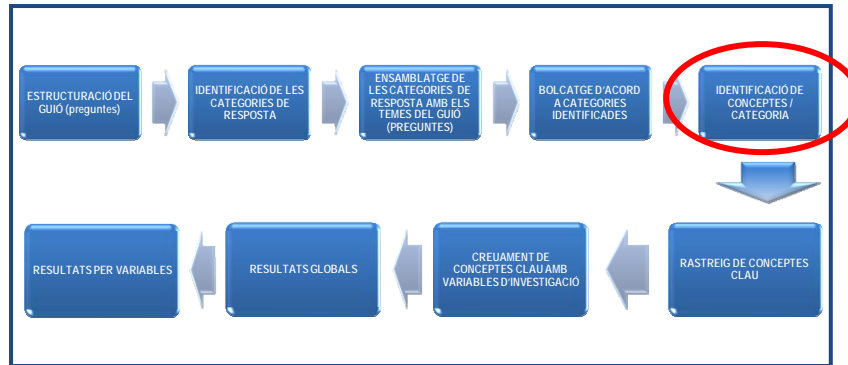 ESTRUCTURACIÓ DEL
GUIÓ (preguntes)
IDENTIFICACIÓ DE LES
CATEGORIES DE
RESPOSTA
ENSAMBLATGE DE
LES CATEGORIES DE
RESPOSTA AMB ELS
TEMES DEL GUIÓ
(PREGUNTES)
BOLCATGE D'ACORD
A CATEGORIES
IDENTIFICADES
IDENTIFICACIÓ DE
CONCEPTES /
CATEGORIA
RASTREIG DE CONCEPTES
CLAU
CREUAMENT DE
CONCEPTES CLAU AMB
VARIABLES D'INVESTIGACIÓ
RESULTATS GLOBALS
RESULTATS PER VARIABLES